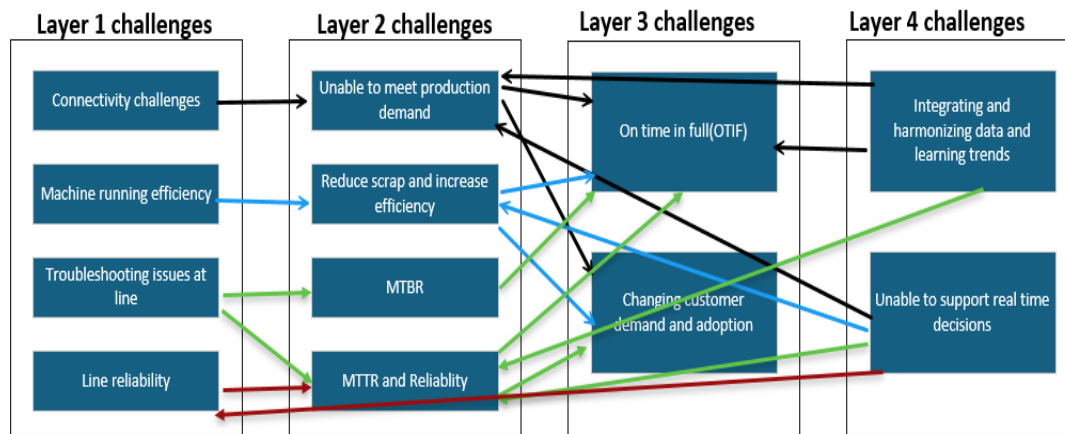 Layer 1 challenges
Layer 2 challenges
Layer 3 challenges
Layer 4 challenges
Connectivity challenges
Machine running efficiency
Troubleshooting issues at
line
Line reliability
Unable to meet production
demand
Reduce scrap and increase
efficiency
MTBR
MTTR and Reliablity
On time in full(OTIF)
Changing customer
demand and adoption
Integrating and
harmonizing data and
learning trends
Unable to support real time
decisions